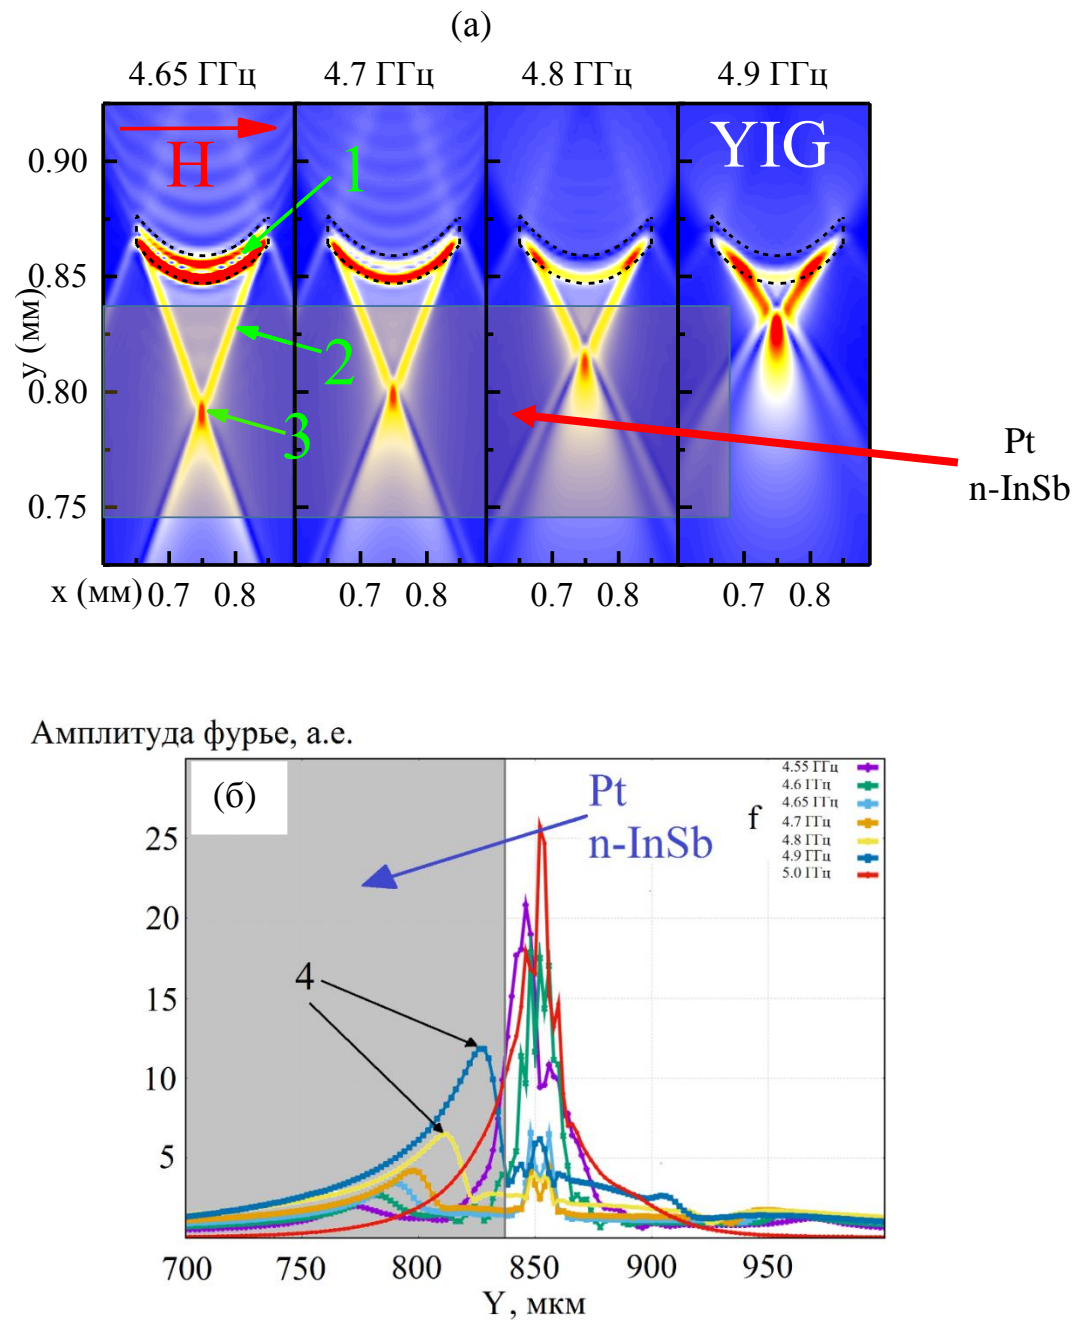 (а)
4.65 ГГц 4.7 ГГц 4.8 ГГц 4.9 ГГц
H
1
YIG
0.90
0.85
y (мм)
2
0.80
3
Pt
n-InSb
0.75
x (мм) 0.7 0.8 0.7 0.8 0.7 0.8 0.7 0.8
Амплитуда фурье, а.е.
(б)
Pt
n-InSb
f
4.55 ГГц
4.6 ГГц
4.65 ГГц
4.7 ГГц
4.8 ГГц
4.9 ГГц
5.0 ГГц
25
20
4
15
10
5
700 750 800 850 900 950
Y, мкм